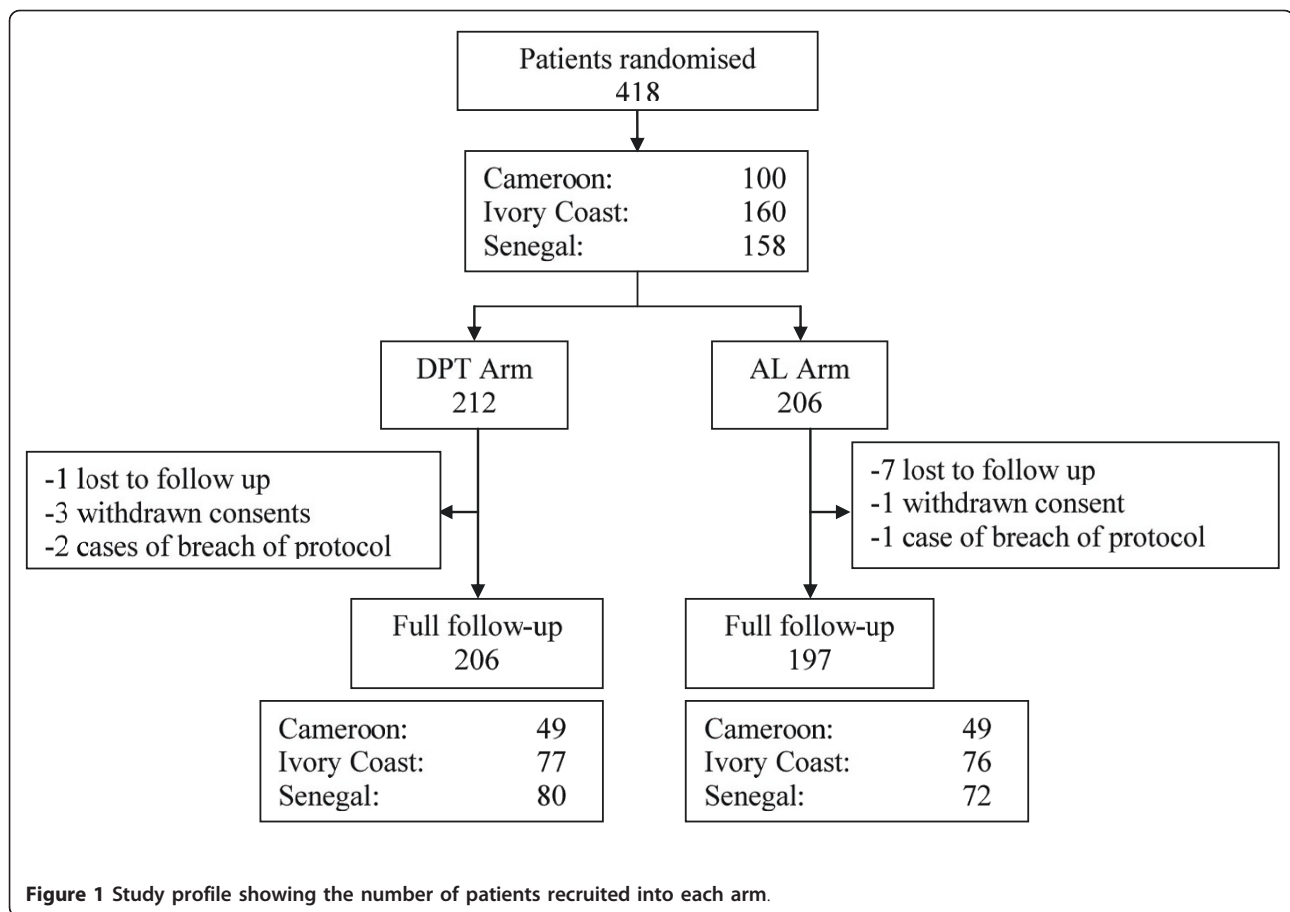 Patients randomised
418
Cameroon: 100
Ivory Coast: 160
Senegal: 158
DPT Arm
212
AL Arm
206
-1 lost to follow up
-3 withdrawn consents
-2 cases of breach of protocol
-7 lost to follow up
-1 withdrawn consent
-1 case of breach of protocol
Full follow-up
206
Full follow-up
197
Cameroon: 49
Ivory Coast: 77
Senegal: 80
Cameroon: 49
Ivory Coast: 76
Senegal: 72
Figure 1 Study profile showing the number of patients recruited into each arm.